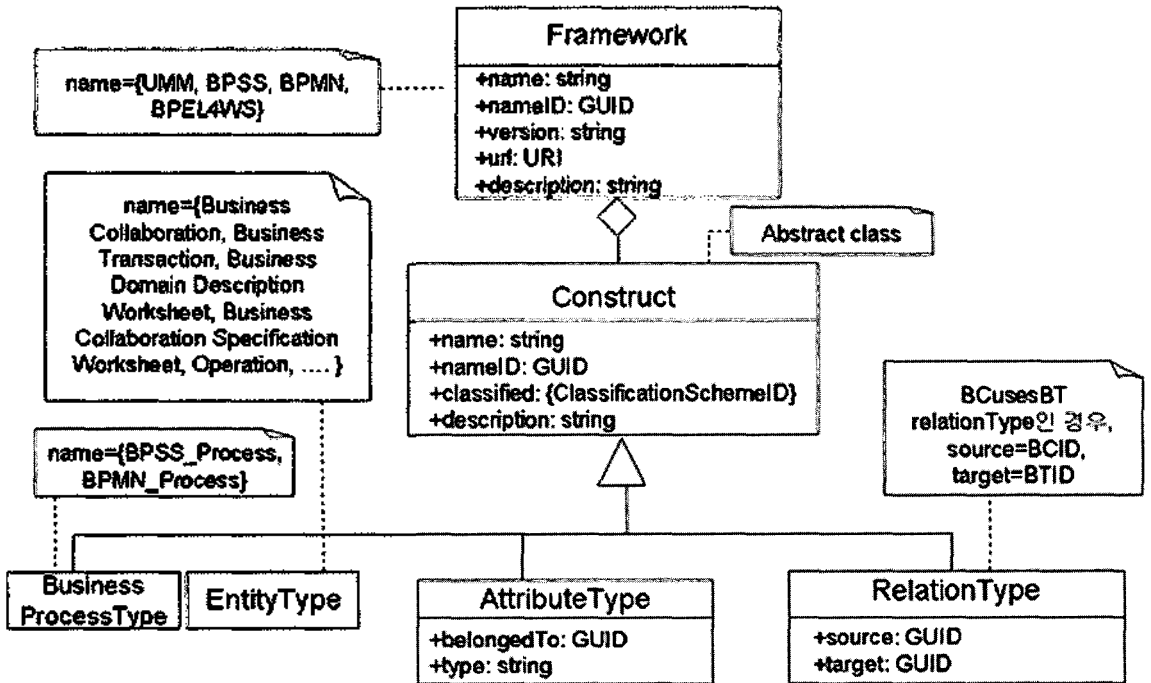 Framework
+name: string
+nameID: GUID
+version: string
+url: URI
+description: string
name={UMM, BPSS, BPMN,
BPEL4WS}
name={Business
Collaboration, Business
Transaction, Business
Domain Description
Worksheet, Business
Collaboration Specification
Worksheet, Operation, .... }
Abstract class
Construct
+name: string
+nameID: GUID
+classified: {ClassificationSchemeID}
+description: string
BCusesBT
relationType인 경우,
source=BCID,
target=BTID
name={BPSS_Process,
BPMN_Process}
Business
ProcessType
EntityType
AttributeType
+belongedTo: GUID
+type: string
RelationType
+source: GUID
+target: GUID